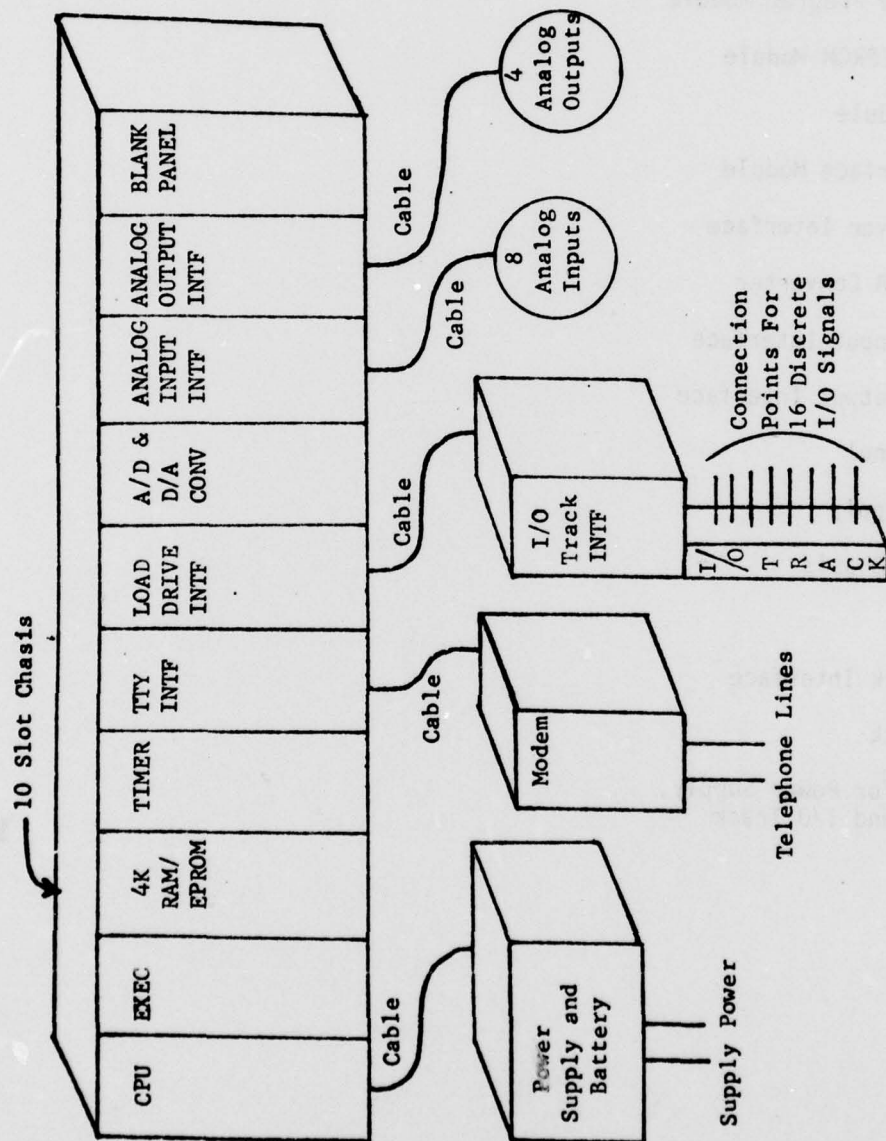 10 Slot Chasis
CPU
EXEC
4K
RAM/
EPROM
TIMER
TTY
INTF
LOAD
DRIVE
INTF
A/D &
D/A
CONV
ANALOG
INPUT
INTF
ANALOG
OUTPUT
INTF
BLANK
PANEL
Cable
Cable
Cable
Cable
Cable
Power
Supply and
Battery
Supply Power
Modem
Telephone Lines
I/O
Track
INTF
I/O
T
R
A
C
K
Connection
Points For
16 Discrete
I/O Signals
8
Analog
Inputs
4
Analog
Outputs